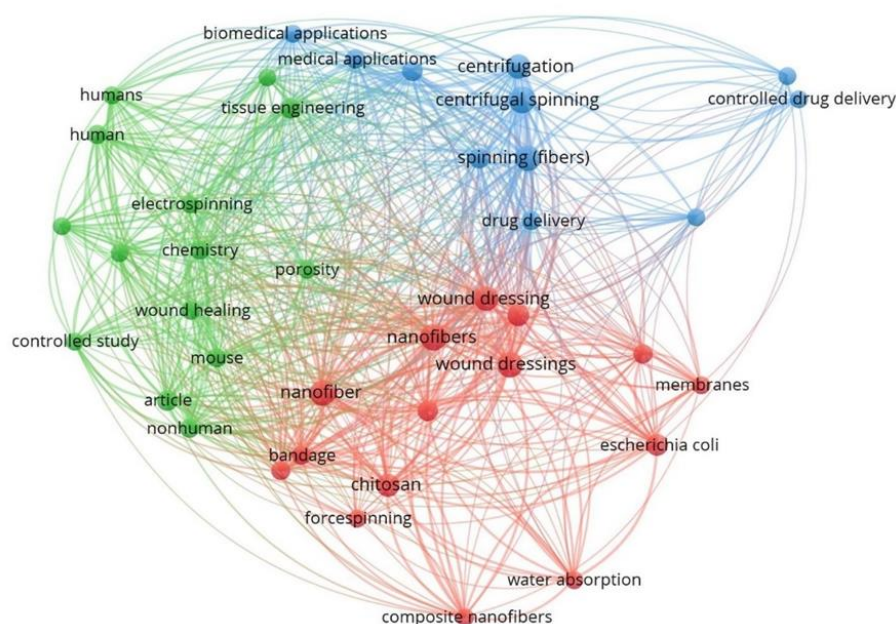 biomedical applications
medical applications
centrifugation
humans
tissue engineering
centrifugal spinning
controlled drug delivery
human
spinning (fibers)
electrospinning
drug delivery
chemistry
porosity
wound dressing
wound healing
nanofibers
controlled study
mouse
wound dressings
nanofiber
membranes
article
nonhuman
escherichia coli
bandage
chitosan
forcespinning
water absorption
composite nanofibers